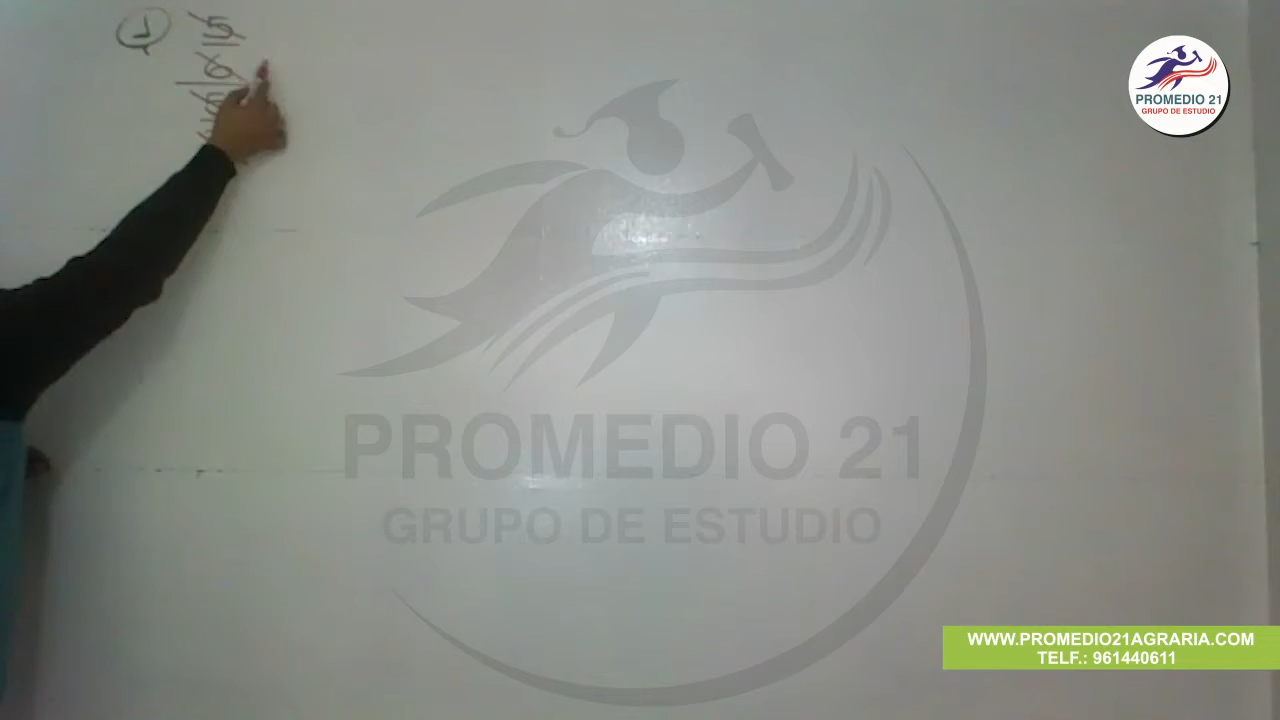 PROMEDIO 21
GRUPO DE ESTUDIO
PROMEDIO 21
GRUPO DE ESTUDIO
WWW.PROMEDIO21AGRARIA.COM
TELF.: 961440611